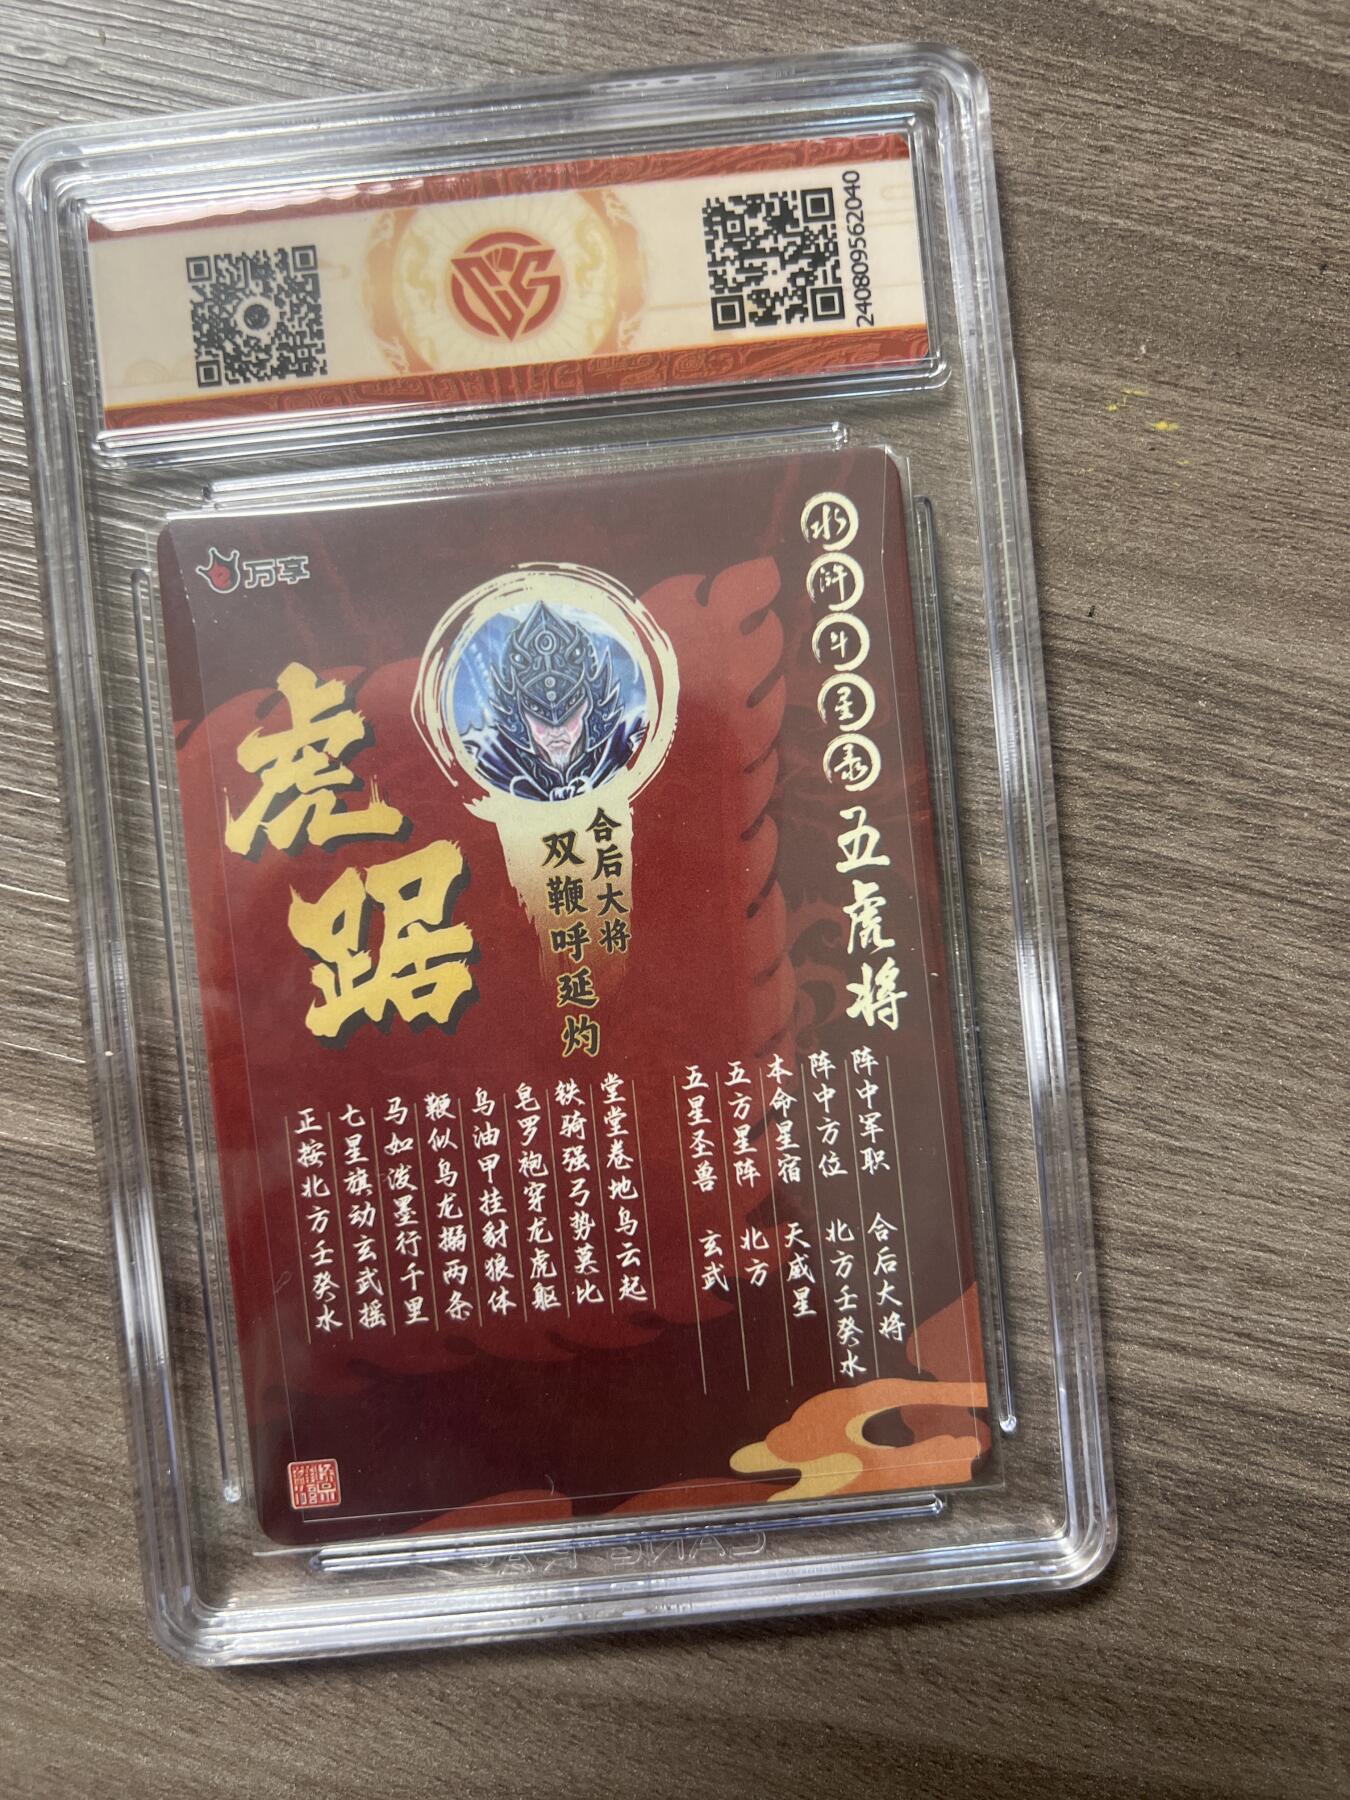 2408095620​40
万享
水浒斗星录五虎将
虎踞
合后大将
双鞭呼延灼
阵中军职 合后大将
阵中方位 北方壬癸水
本命星宿 天威星
五方星阵 北方
五星圣兽 玄武
堂堂卷地乌云起
铁骑强弓势莫比
皂罗袍穿龙虎躯
乌油甲挂豺狼体
鞭似乌龙搦两条
马如泼墨行千里
七星旗动玄武摇
正按北方壬癸水